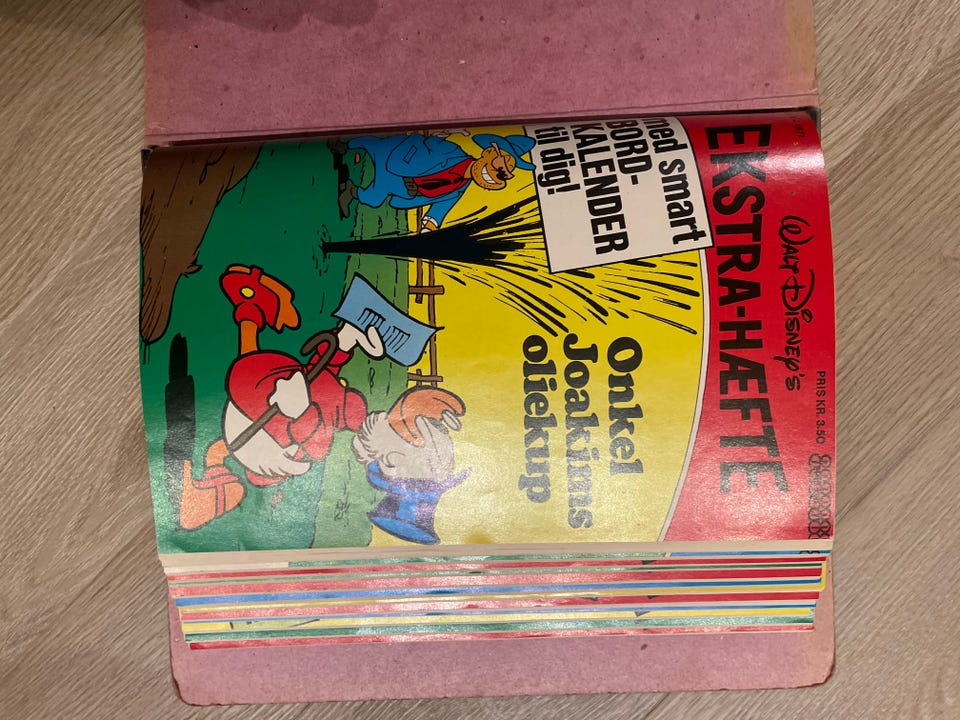 WALT DISNEY'S
PRIS KR. 3.50
EKSTRA-HÆFTE
med smart
BORD-
KALENDER
til dig!
Onkel
Joakims
oliekup